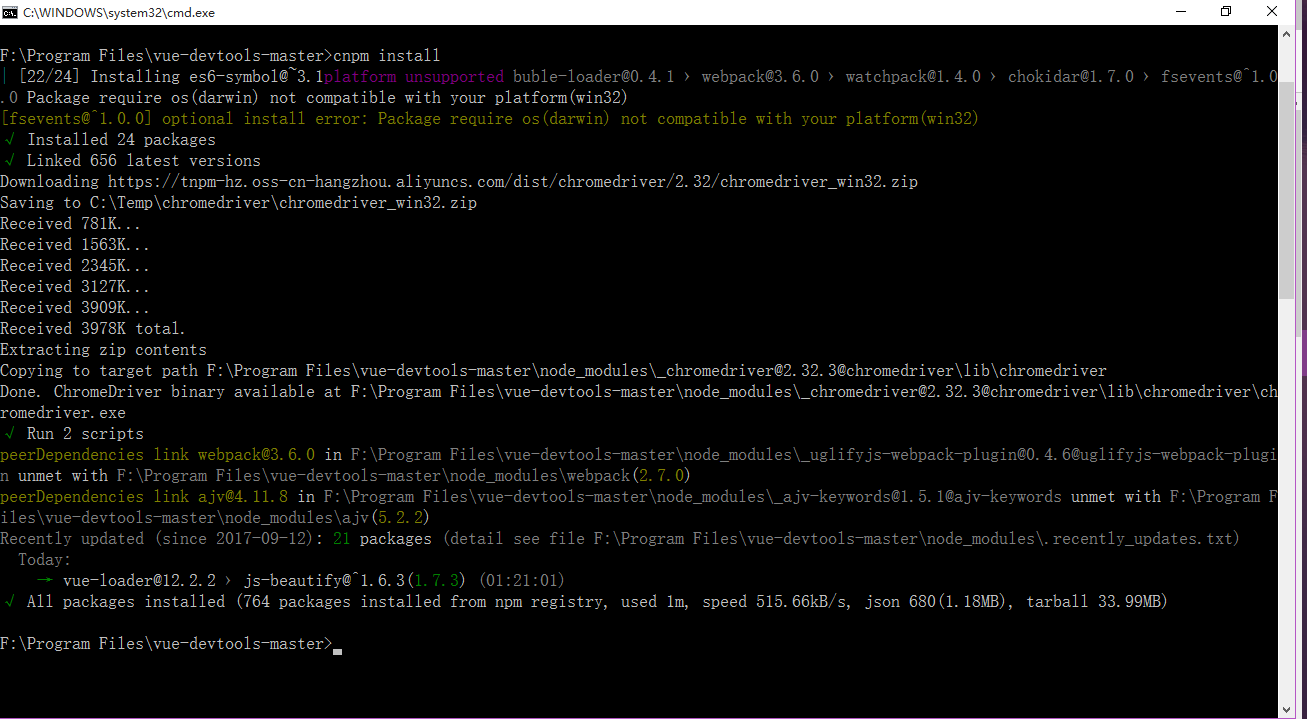 C:\WINDOWS\system32\cmd.exe
F:\Program Files\vue-devtools-master>cnpm install
| [22/24] Installing es6-symbol@~3.1platform unsupported buble-loader@0.4.1 › webpack@3.6.0 › watchpack@1.4.0 › chokidar@1.7.0 › fsevents@^1.0
.0 Package require os(darwin) not compatible with your platform(win32)
[fsevents@^1.0.0] optional install error: Package require os(darwin) not compatible with your platform(win32)
√ Installed 24 packages
√ Linked 656 latest versions
Downloading https://tnpm-hz.oss-cn-hangzhou.aliyuncs.com/dist/chromedriver/2.32/chromedriver_win32.zip
Saving to C:\Temp\chromedriver\chromedriver_win32.zip
Received 781K...
Received 1563K...
Received 2345K...
Received 3127K...
Received 3909K...
Received 3978K total.
Extracting zip contents
Copying to target path F:\Program Files\vue-devtools-master\node_modules\_chromedriver@2.32.3@chromedriver\lib\chromedriver
Done. ChromeDriver binary available at F:\Program Files\vue-devtools-master\node_modules\_chromedriver@2.32.3@chromedriver\lib\chromedriver\ch
romedriver.exe
√ Run 2 scripts
peerDependencies link webpack@3.6.0 in F:\Program Files\vue-devtools-master\node_modules\_uglifyjs-webpack-plugin@0.4.6@uglifyjs-webpack-plugi
n unmet with F:\Program Files\vue-devtools-master\node_modules\webpack(2.7.0)
peerDependencies link ajv@4.11.8 in F:\Program Files\vue-devtools-master\node_modules\_ajv-keywords@1.5.1@ajv-keywords unmet with F:\Program F
iles\vue-devtools-master\node_modules\ajv(5.2.2)
Recently updated (since 2017-09-12): 21 packages (detail see file F:\Program Files\vue-devtools-master\node_modules\.recently_updates.txt)
Today:
→ vue-loader@12.2.2 › js-beautify@^1.6.3(1.7.3) (01:21:01)
√ All packages installed (764 packages installed from npm registry, used 1m, speed 515.66kB/s, json 680(1.18MB), tarball 33.99MB)
F:\Program Files\vue-devtools-master>